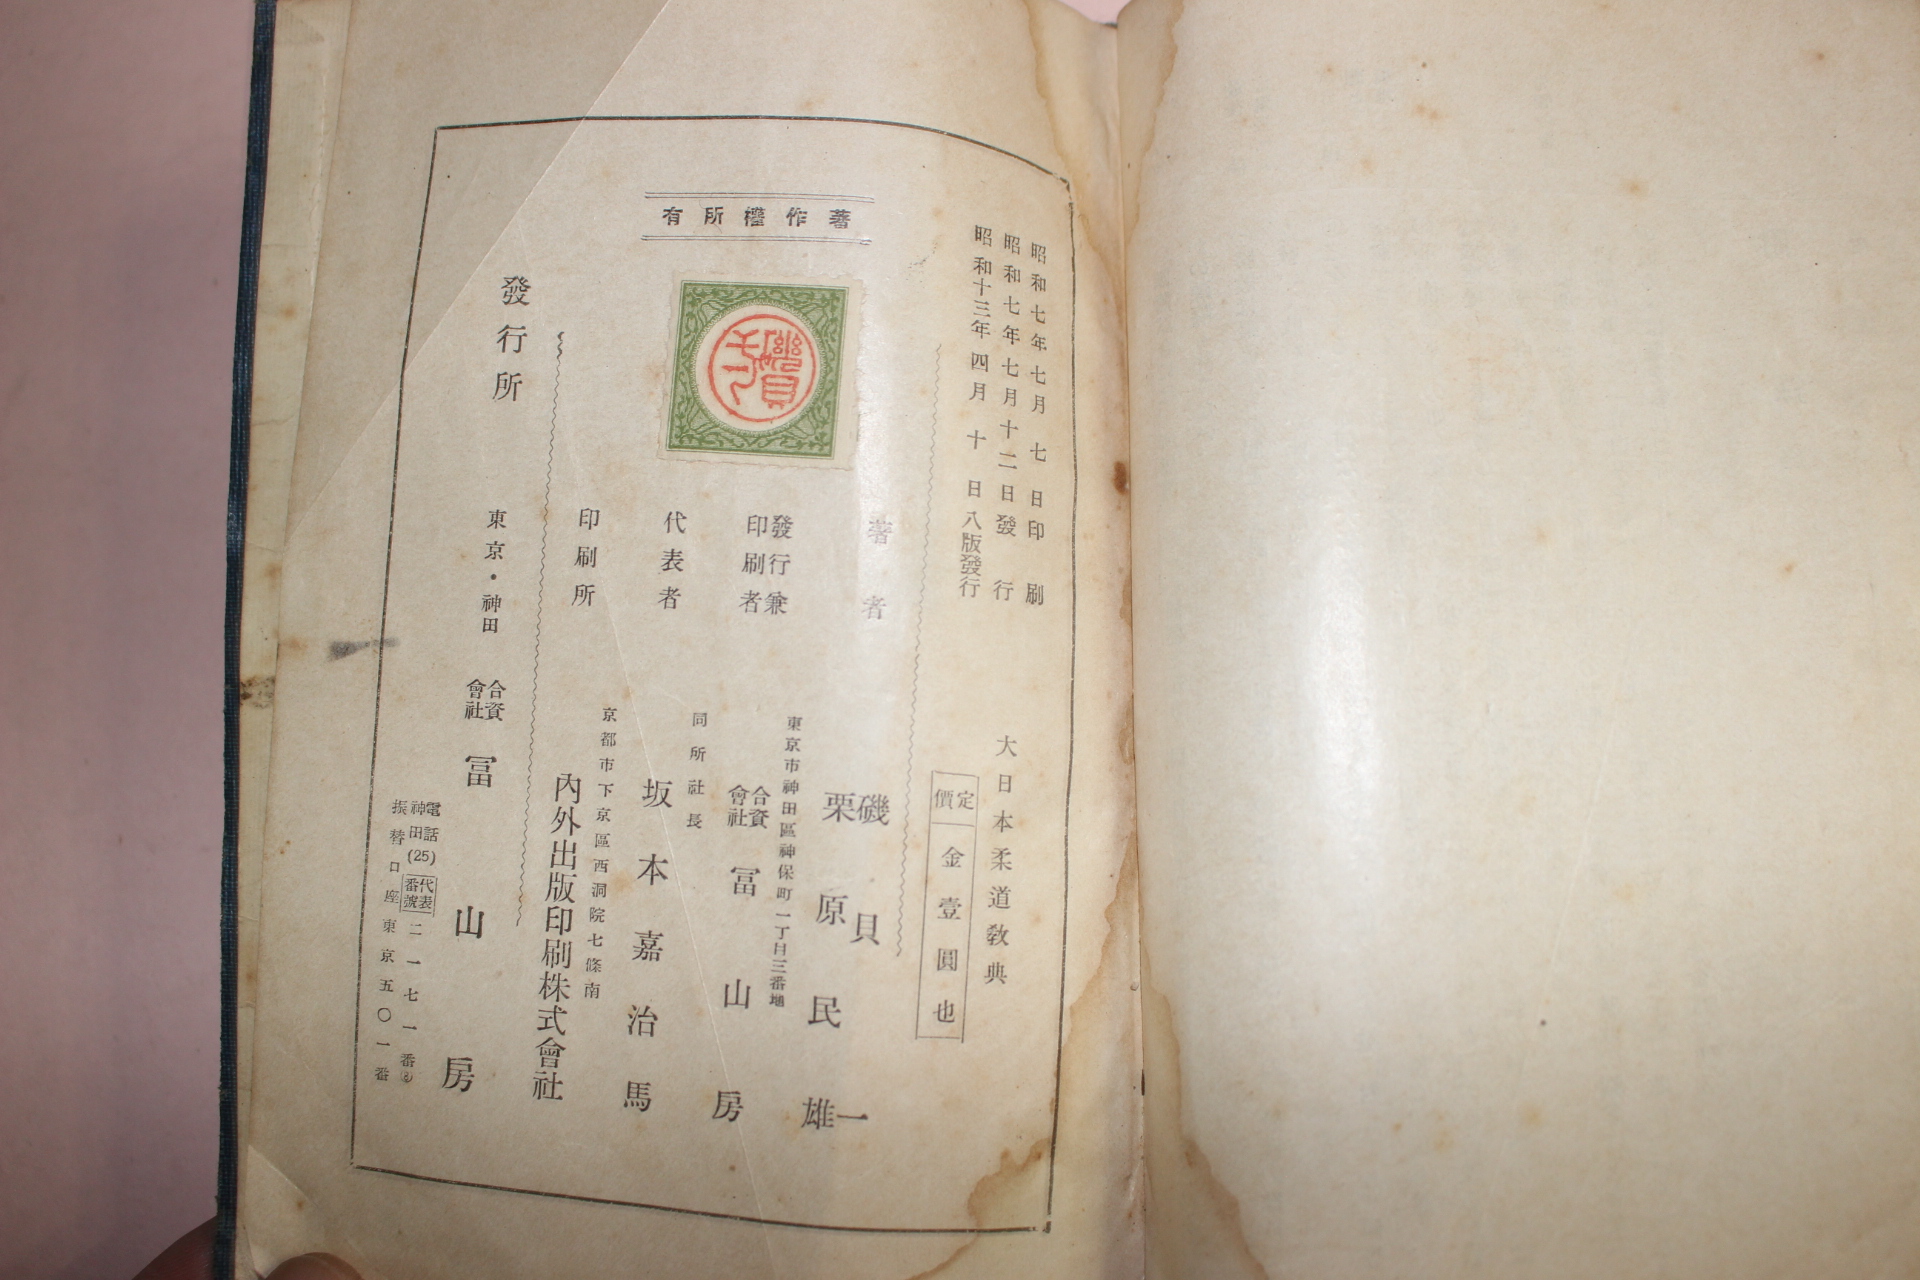 昭和七年七月七日印刷
昭和七年七月十二日發行
昭和十三年四月十日八版發行
大日本柔道教典
定價 金壹圓也
著作權所有
著者
磯貝一
栗原民雄
發行兼印刷者
東京市神田區神保町一丁目三番地
合資會社 冨山房
代表者
同所社長
坂本嘉治馬
印刷所
京都市下京區西洞院七條南
內外出版印刷株式會社
發行所
東京・神田
合資會社 冨山房
電話神田(25)代表番號二一七一番
振替口座東京五〇一番